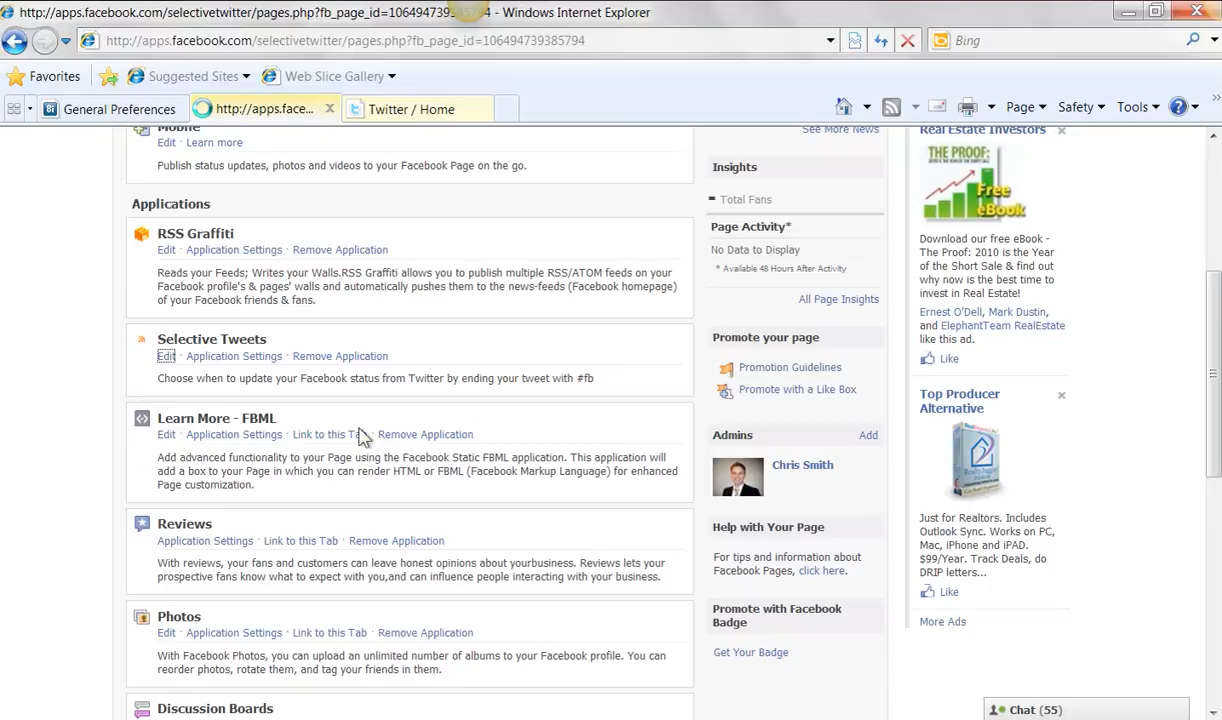 http://apps.facebook.com/selectivetwitter/pages.php?fb_page_id=106494739385794 - Windows Internet Explorer
http://apps.facebook.com/selectivetwitter/pages.php?fb_page_id=106494739385794
Bing
Favorites
Suggested Sites
Web Slice Gallery
General Preferences
http://apps.face...
Twitter / Home
Page
Safety
Tools
Mobile
Edit · Learn more
Publish status updates, photos and videos to your Facebook Page on the go.
Applications
RSS Graffiti
Edit · Application Settings · Remove Application
Reads your Feeds; Writes your Walls.RSS Graffiti allows you to publish multiple RSS/ATOM feeds on your
Facebook profile's & pages' walls and automatically pushes them to the news-feeds (Facebook homepage)
of your Facebook friends & fans.
Selective Tweets
Edit · Application Settings · Remove Application
Choose when to update your Facebook status from Twitter by ending your tweet with #fb
Learn More - FBML
Edit · Application Settings · Link to this Tab · Remove Application
Add advanced functionality to your Page using the Facebook Static FBML application. This application will
add a box to your Page in which you can render HTML or FBML (Facebook Markup Language) for enhanced
Page customization.
Reviews
Application Settings · Link to this Tab · Remove Application
With reviews, your fans and customers can leave honest opinions about yourbusiness. Reviews lets your
prospective fans know what to expect with you,and can influence people interacting with your business.
Photos
Edit · Application Settings · Link to this Tab · Remove Application
With Facebook Photos, you can upload an unlimited number of albums to your Facebook profile. You can
reorder photos, rotate them, and tag your friends in them.
Discussion Boards
See More News
Insights
Total Fans
Page Activity*
No Data to Display
* Available 48 Hours After Activity
All Page Insights
Promote your page
Promotion Guidelines
Promote with a Like Box
Admins
Add
Chris Smith
Help with Your Page
For tips and information about
Facebook Pages, click here.
Promote with Facebook
Badge
Get Your Badge
Real Estate Investors
THE PROOF:
Free
eBook
Download our free eBook -
The Proof: 2010 is the Year
of the Short Sale & find out
why now is the best time to
invest in Real Estate!
Ernest O'Dell, Mark Dustin,
and ElephantTeam RealEstate
like this ad.
Like
Top Producer
Alternative
Just for Realtors. Includes
Outlook Sync. Works on PC,
Mac, iPhone and iPAD.
$99/Year. Track Deals, do
DRIP letters...
Like
More Ads
Chat (55)